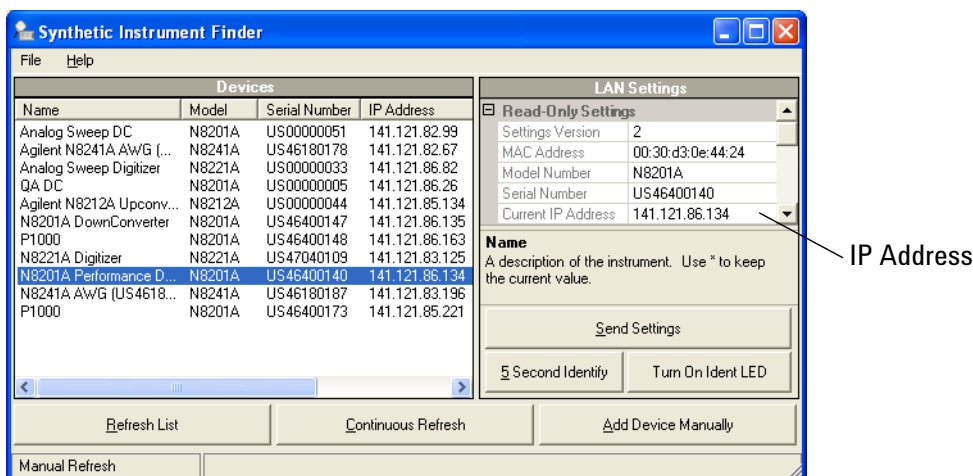 Synthetic Instrument Finder
File Help
Devices
Name Model Serial Number IP Address
Analog Sweep DC N8201A US00000051 141.121.82.99
Agilent N8241A AWG (... N8241A US46180178 141.121.82.67
Analog Sweep Digitizer N8221A US00000033 141.121.86.82
QA DC N8201A US00000005 141.121.86.26
Agilent N8212A Upconv... N8212A US00000044 141.121.85.134
N8201A DownConverter N8201A US46400147 141.121.86.135
P1000 N8201A US46400148 141.121.86.163
N8221A Digitizer N8221A US47040109 141.121.83.125
N8201A Performance D... N8201A US46400140 141.121.86.134
N8241A AWG (US4618... N8241A US46180187 141.121.83.196
P1000 N8201A US46400173 141.121.85.221
LAN Settings
Read-Only Settings
Settings Version 2
MAC Address 00:30:d3:0e:44:24
Model Number N8201A
Serial Number US46400140
Current IP Address 141.121.86.134
IP Address
Name
A description of the instrument. Use * to keep
the current value.
Send Settings
5 Second Identify Turn On Ident LED
Refresh List Continuous Refresh Add Device Manually
Manual Refresh